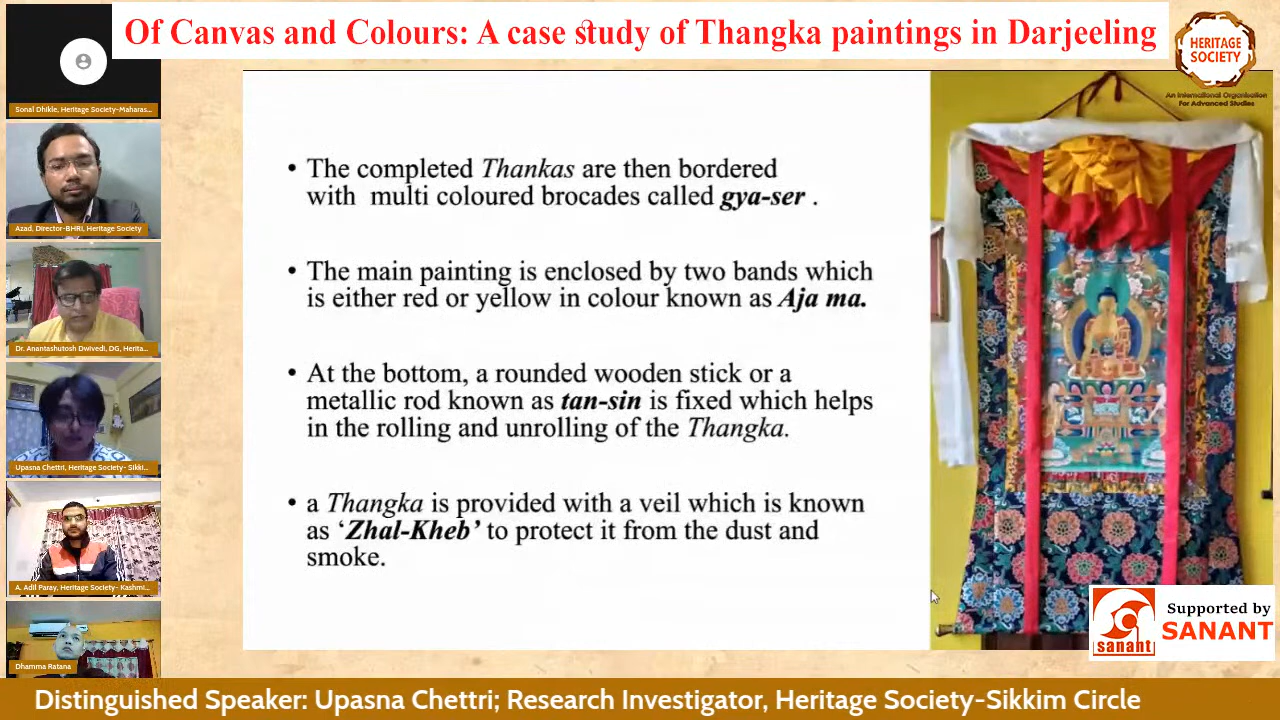 Of Canvas and Colours: A case study of Thangka paintings in Darjeeling
HERITAGE
SOCIETY
An International Organisation
For Advanced Studies
Sonal Dhikle, Heritage Society-Maharas...
Azad, Director-BHRI, Heritage Society
Dr. Anantashutosh Dwivedi, DG, Herita...
Upasna Chettri, Heritage Society- Sikki...
A. Adil Paray, Heritage Society- Kashmi...
Dhamma Ratana
• The completed Thankas are then bordered
with multi coloured brocades called gya-ser .
• The main painting is enclosed by two bands which
is either red or yellow in colour known as Aja ma.
• At the bottom, a rounded wooden stick or a
metallic rod known as tan-sin is fixed which helps
in the rolling and unrolling of the Thangka.
• a Thangka is provided with a veil which is known
as ‘Zhal-Kheb’ to protect it from the dust and
smoke.
sanant
Supported by
SANANT
Distinguished Speaker: Upasna Chettri; Research Investigator, Heritage Society-Sikkim Circle